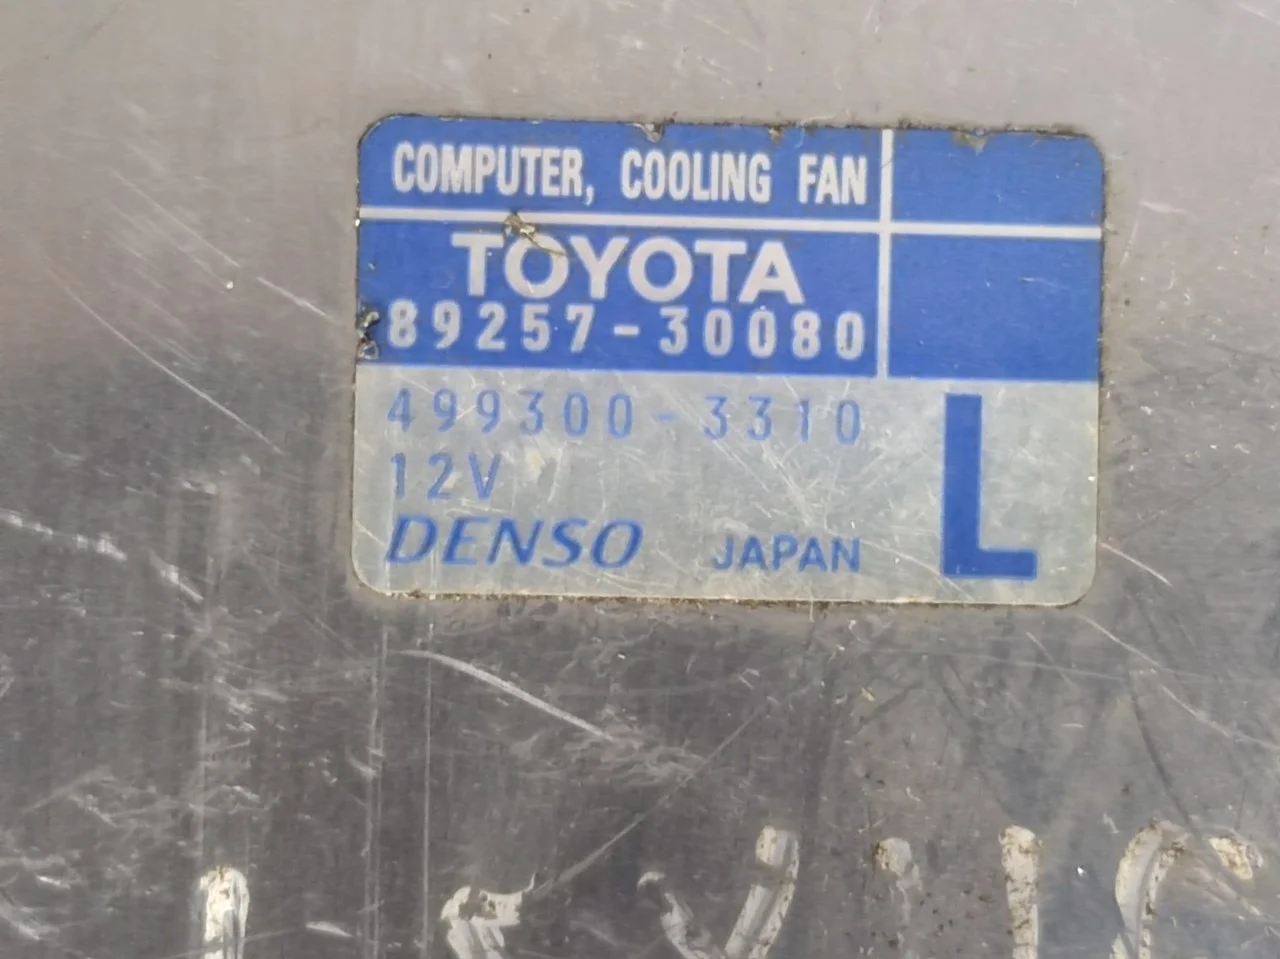 COMPUTER, COOLING FAN
TOYOTA
89257-30080
499300-3310
12V
DENSO JAPAN
L